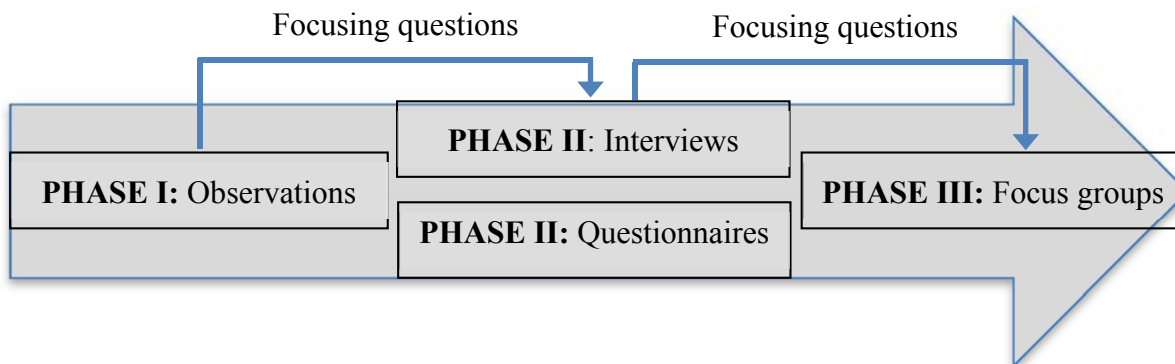 Focusing questions
Focusing questions
PHASE II: Interviews
PHASE I: Observations
PHASE III: Focus groups
PHASE II: Questionnaires